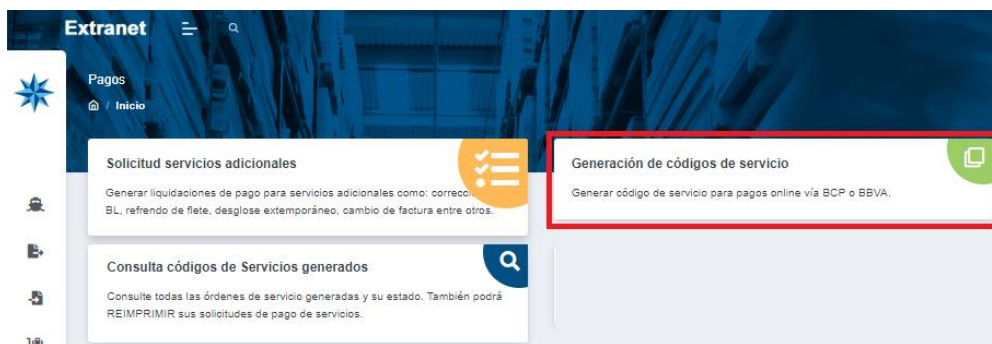 Extranet
Pagos
/ Inicio
Solicitud servicios adicionales
Generar liquidaciones de pago para servicios adicionales como:
BL, refrendo de flete, desglose extemporáneo, cambio de factura entre otros.
Generación de códigos de servicio
Generar código de servicio para pagos online vía BCP o BBVA.
Consulta códigos de Servicios generados
Consulte todas las órdenes de servicio generadas y su estado. También podrá
REIMPRIMIR sus solicitudes de pago de servicios.